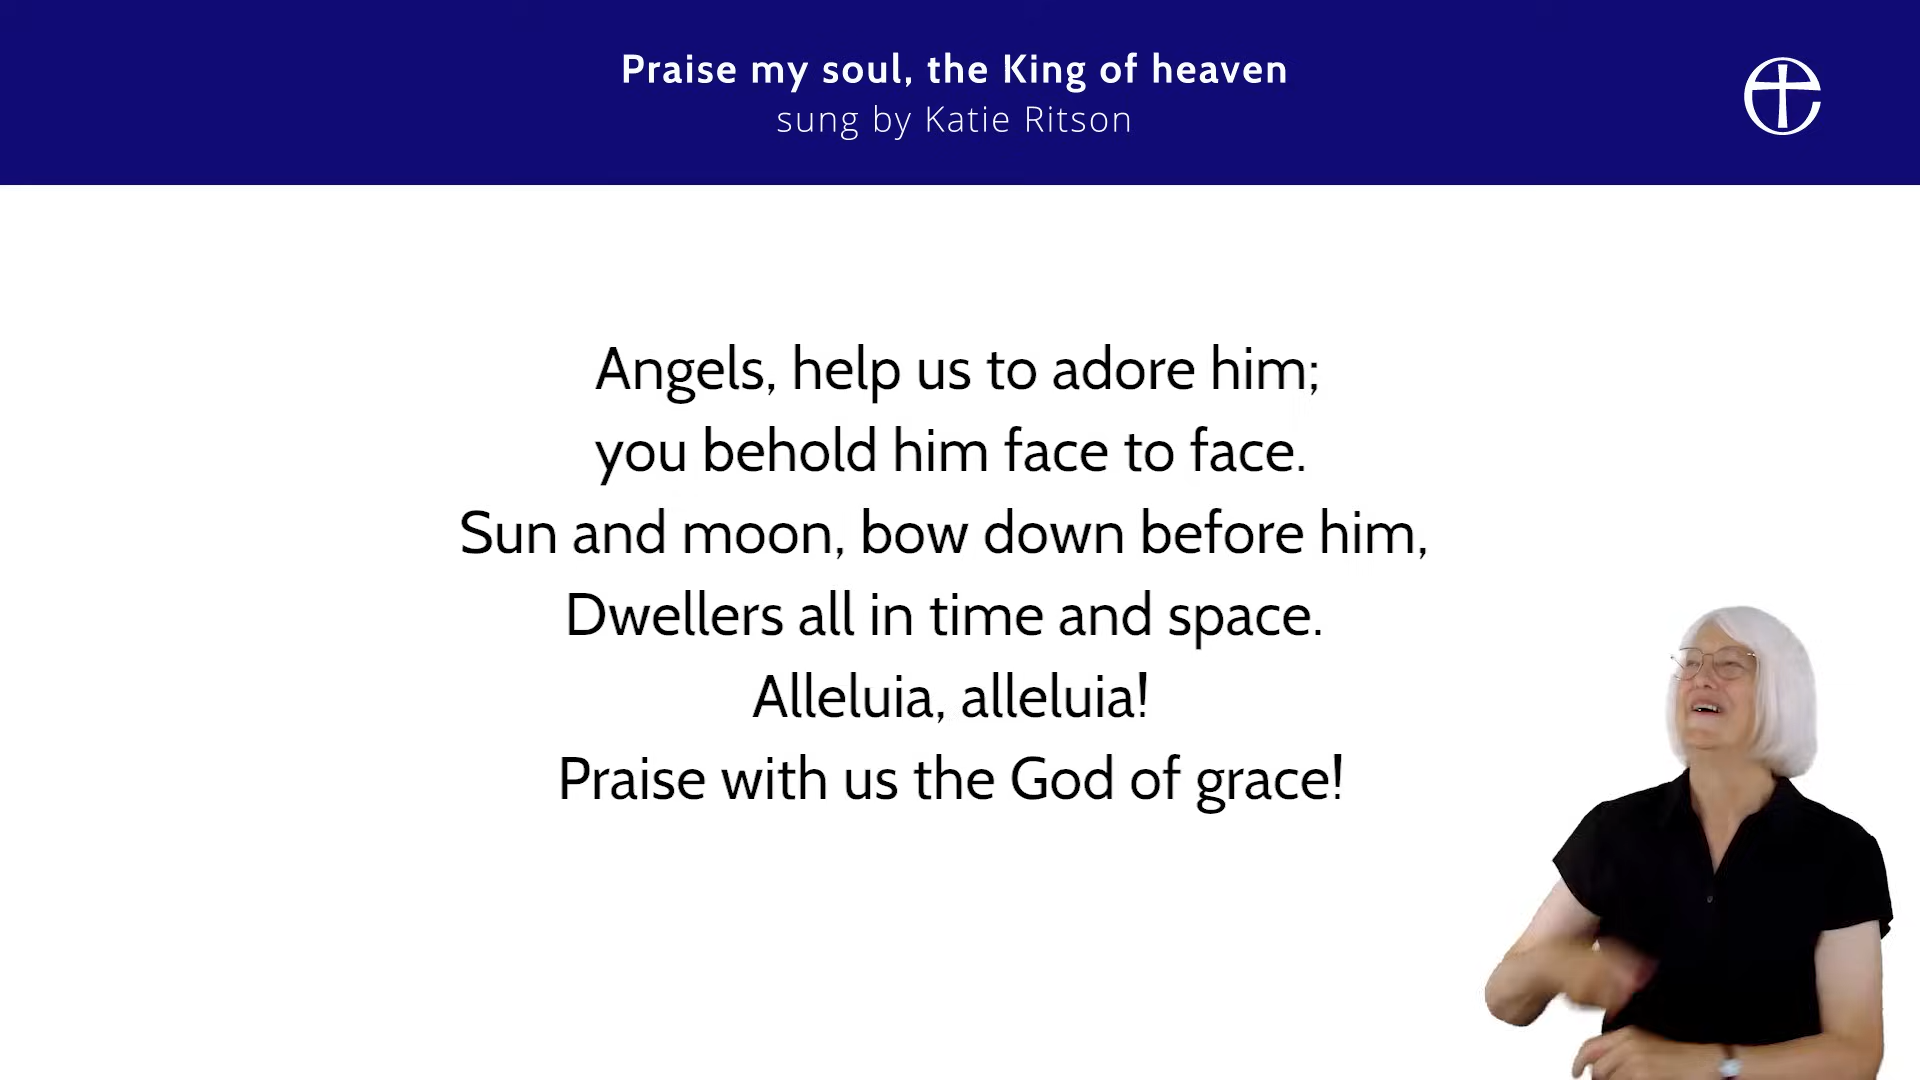 Praise my soul, the King of heaven
sung by Katie Ritson
Angels, help us to adore him;
you behold him face to face.
Sun and moon, bow down before him,
Dwellers all in time and space.
Alleluia, alleluia!
Praise with us the God of grace!